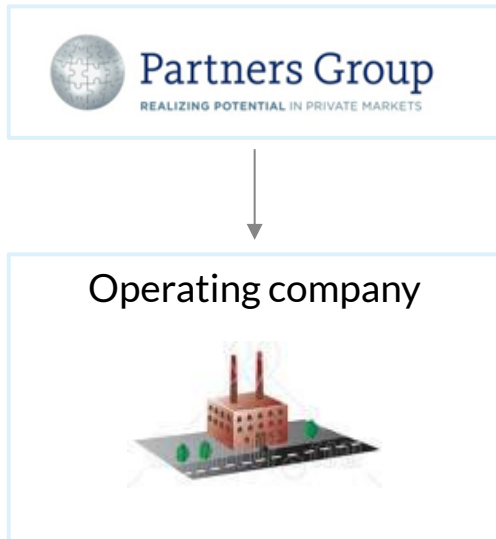 Partners Group
REALIZING POTENTIAL IN PRIVATE MARKETS
Operating company